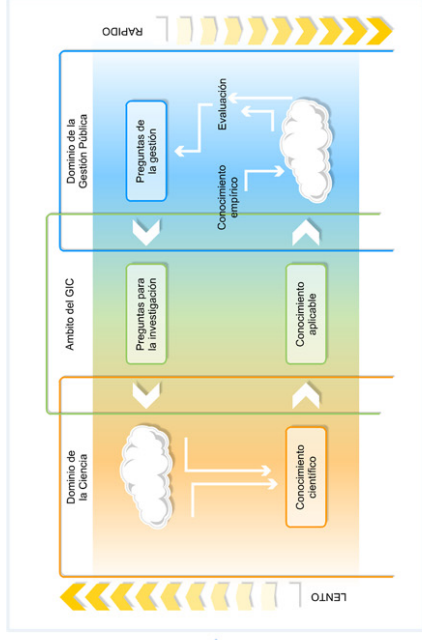 Dominio de
la Ciencia
Ambito del GIC
Dominio de la
Gestión Pública
Preguntas para
la investigación
Preguntas de
la gestión
Evaluación
Conocimiento
empírico
Conocimiento
científico
Conocimiento
aplicable
LENTO
RAPIDO